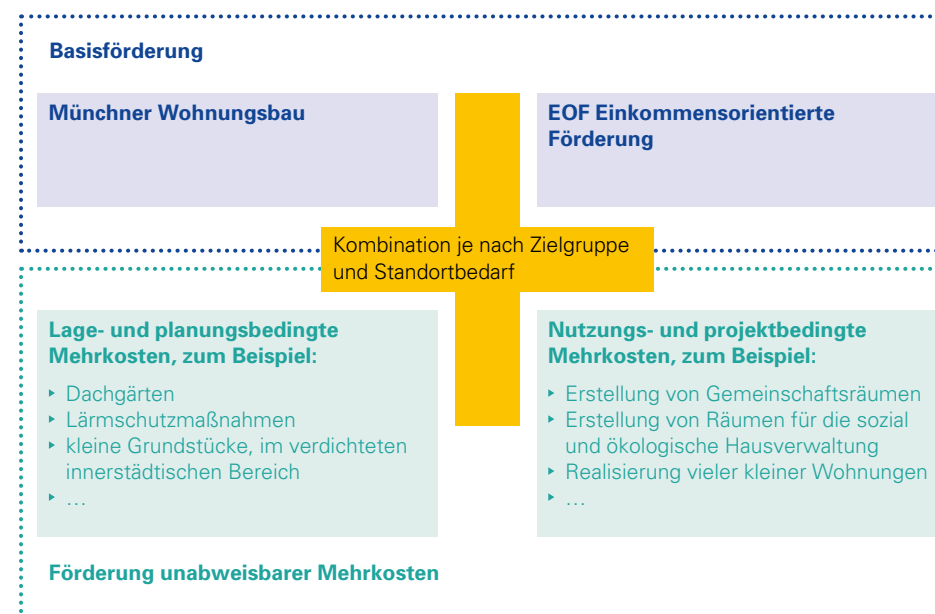 Basisförderung
Münchner Wohnungsbau
EOF Einkommensorientierte
Förderung
Kombination je nach Zielgruppe
und Standortbedarf
Lage- und planungsbedingte
Mehrkosten, zum Beispiel:
‣ Dachgärten
‣ Lärmschutzmaßnahmen
‣ kleine Grundstücke, im verdichteten
innerstädtischen Bereich
‣ …
Nutzungs- und projektbedingte
Mehrkosten, zum Beispiel:
‣ Erstellung von Gemeinschaftsräumen
‣ Erstellung von Räumen für die sozial
und ökologische Hausverwaltung
‣ Realisierung vieler kleiner Wohnungen
‣ …
Förderung unabweisbarer Mehrkosten